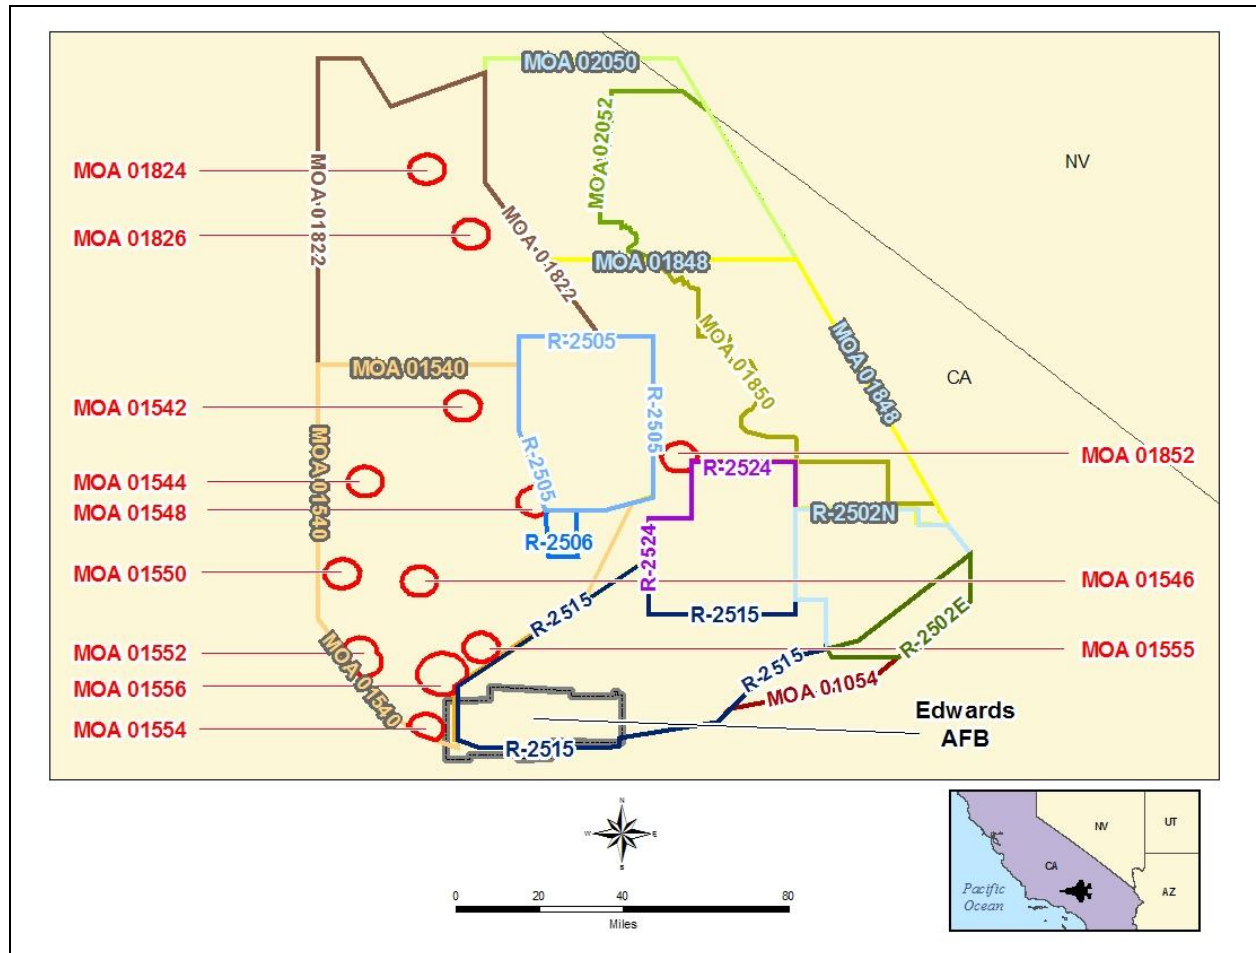 MOA 02050
MOA 02052
NV
MOA 01824
MOA 01822
MOA 01826
MOA 01822
MOA 01848
R-2505
MOA 01540
MOA 01850
MOA 01848
CA
MOA 01542
R-2505
MOA 01852
R-2524
MOA 01540
R-2505
MOA 01544
MOA 01548
R-2502N
R-2506
R-2524
MOA 01550
MOA 01546
R-2515
R-2515
R-2502E
MOA 01552
MOA 01555
R-2515
MOA 01556
MOA 01054
MOA 01540
MOA 01554
Edwards
AFB
R-2515
N
W
E
S
0 20 40 80
Miles
NV
UT
CA
AZ
Pacific
Ocean